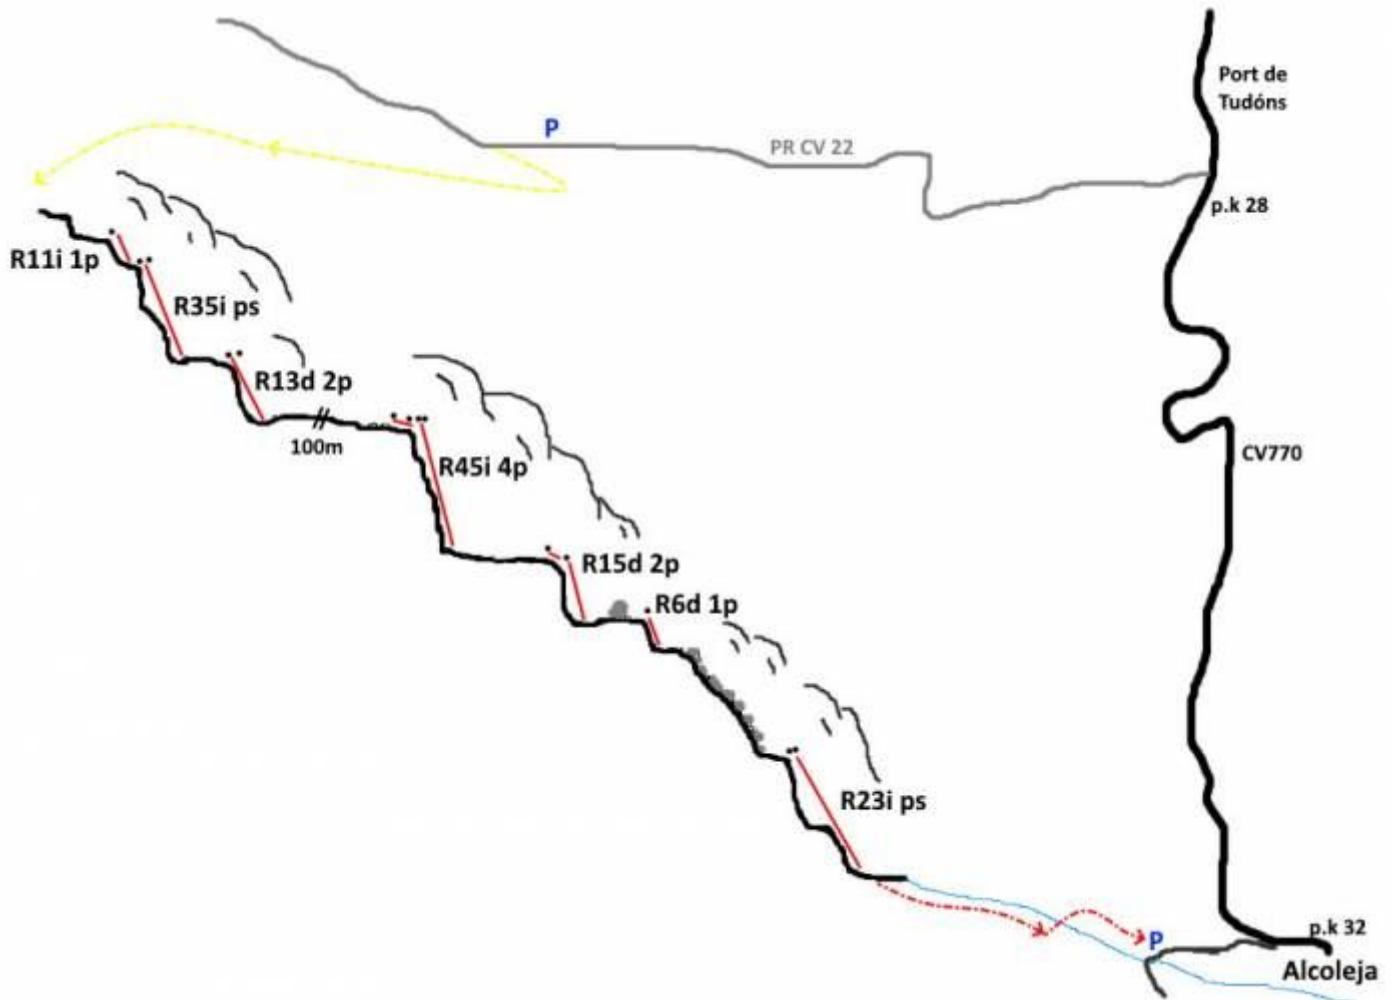 Port de
Tudóns
P
PR CV 22
p.k 28
R11i 1p
R35i ps
R13d 2p
100m
CV770
R45i 4p
R15d 2p
R6d 1p
R23i ps
p.k 32
P
Alcoleja